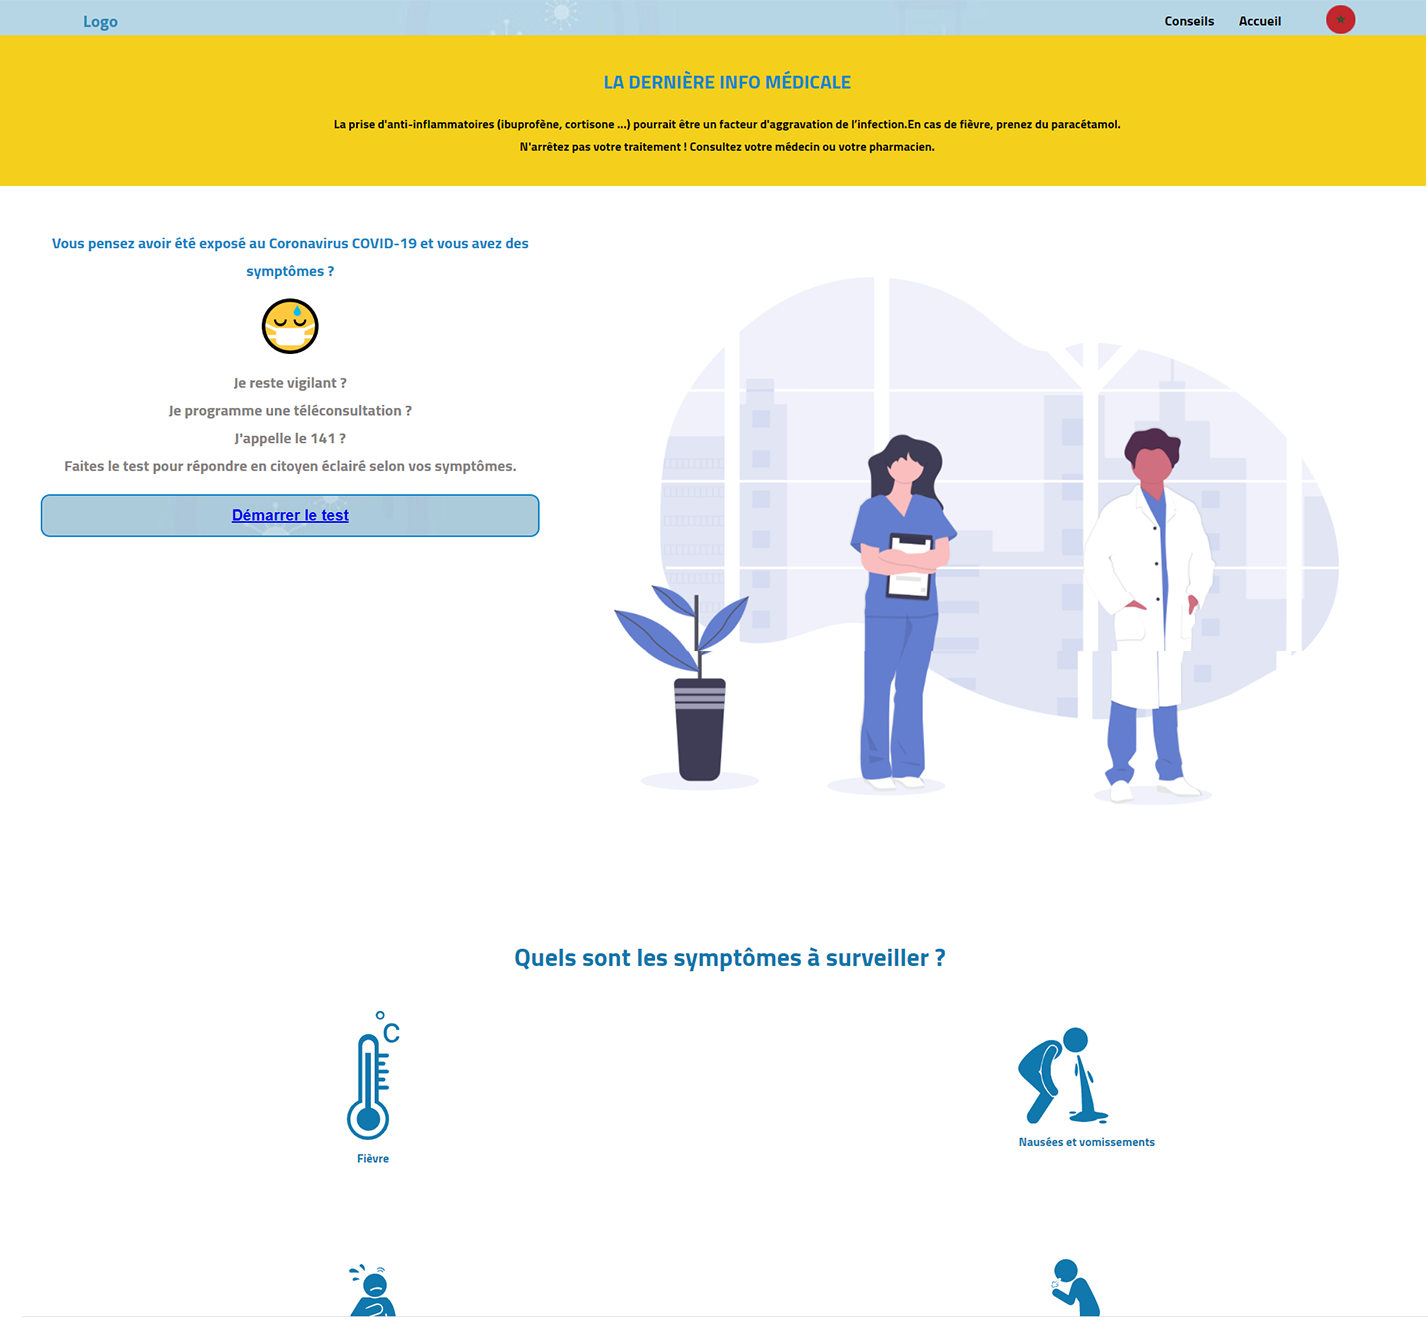 Logo
Conseils
Accueil
LA DERNIÈRE INFO MÉDICALE
La prise d'anti-inflammatoires (ibuprofène, cortisone ...) pourrait être un facteur d'aggravation de l’infection.En cas de fièvre, prenez du paracétamol.
N'arrêtez pas votre traitement ! Consultez votre médecin ou votre pharmacien.
Vous pensez avoir été exposé au Coronavirus COVID-19 et vous avez des
symptômes ?
Je reste vigilant ?
Je programme une téléconsultation ?
J'appelle le 141 ?
Faites le test pour répondre en citoyen éclairé selon vos symptômes.
Démarrer le test
Quels sont les symptômes à surveiller ?
°C
Fièvre
Nausées et vomissements